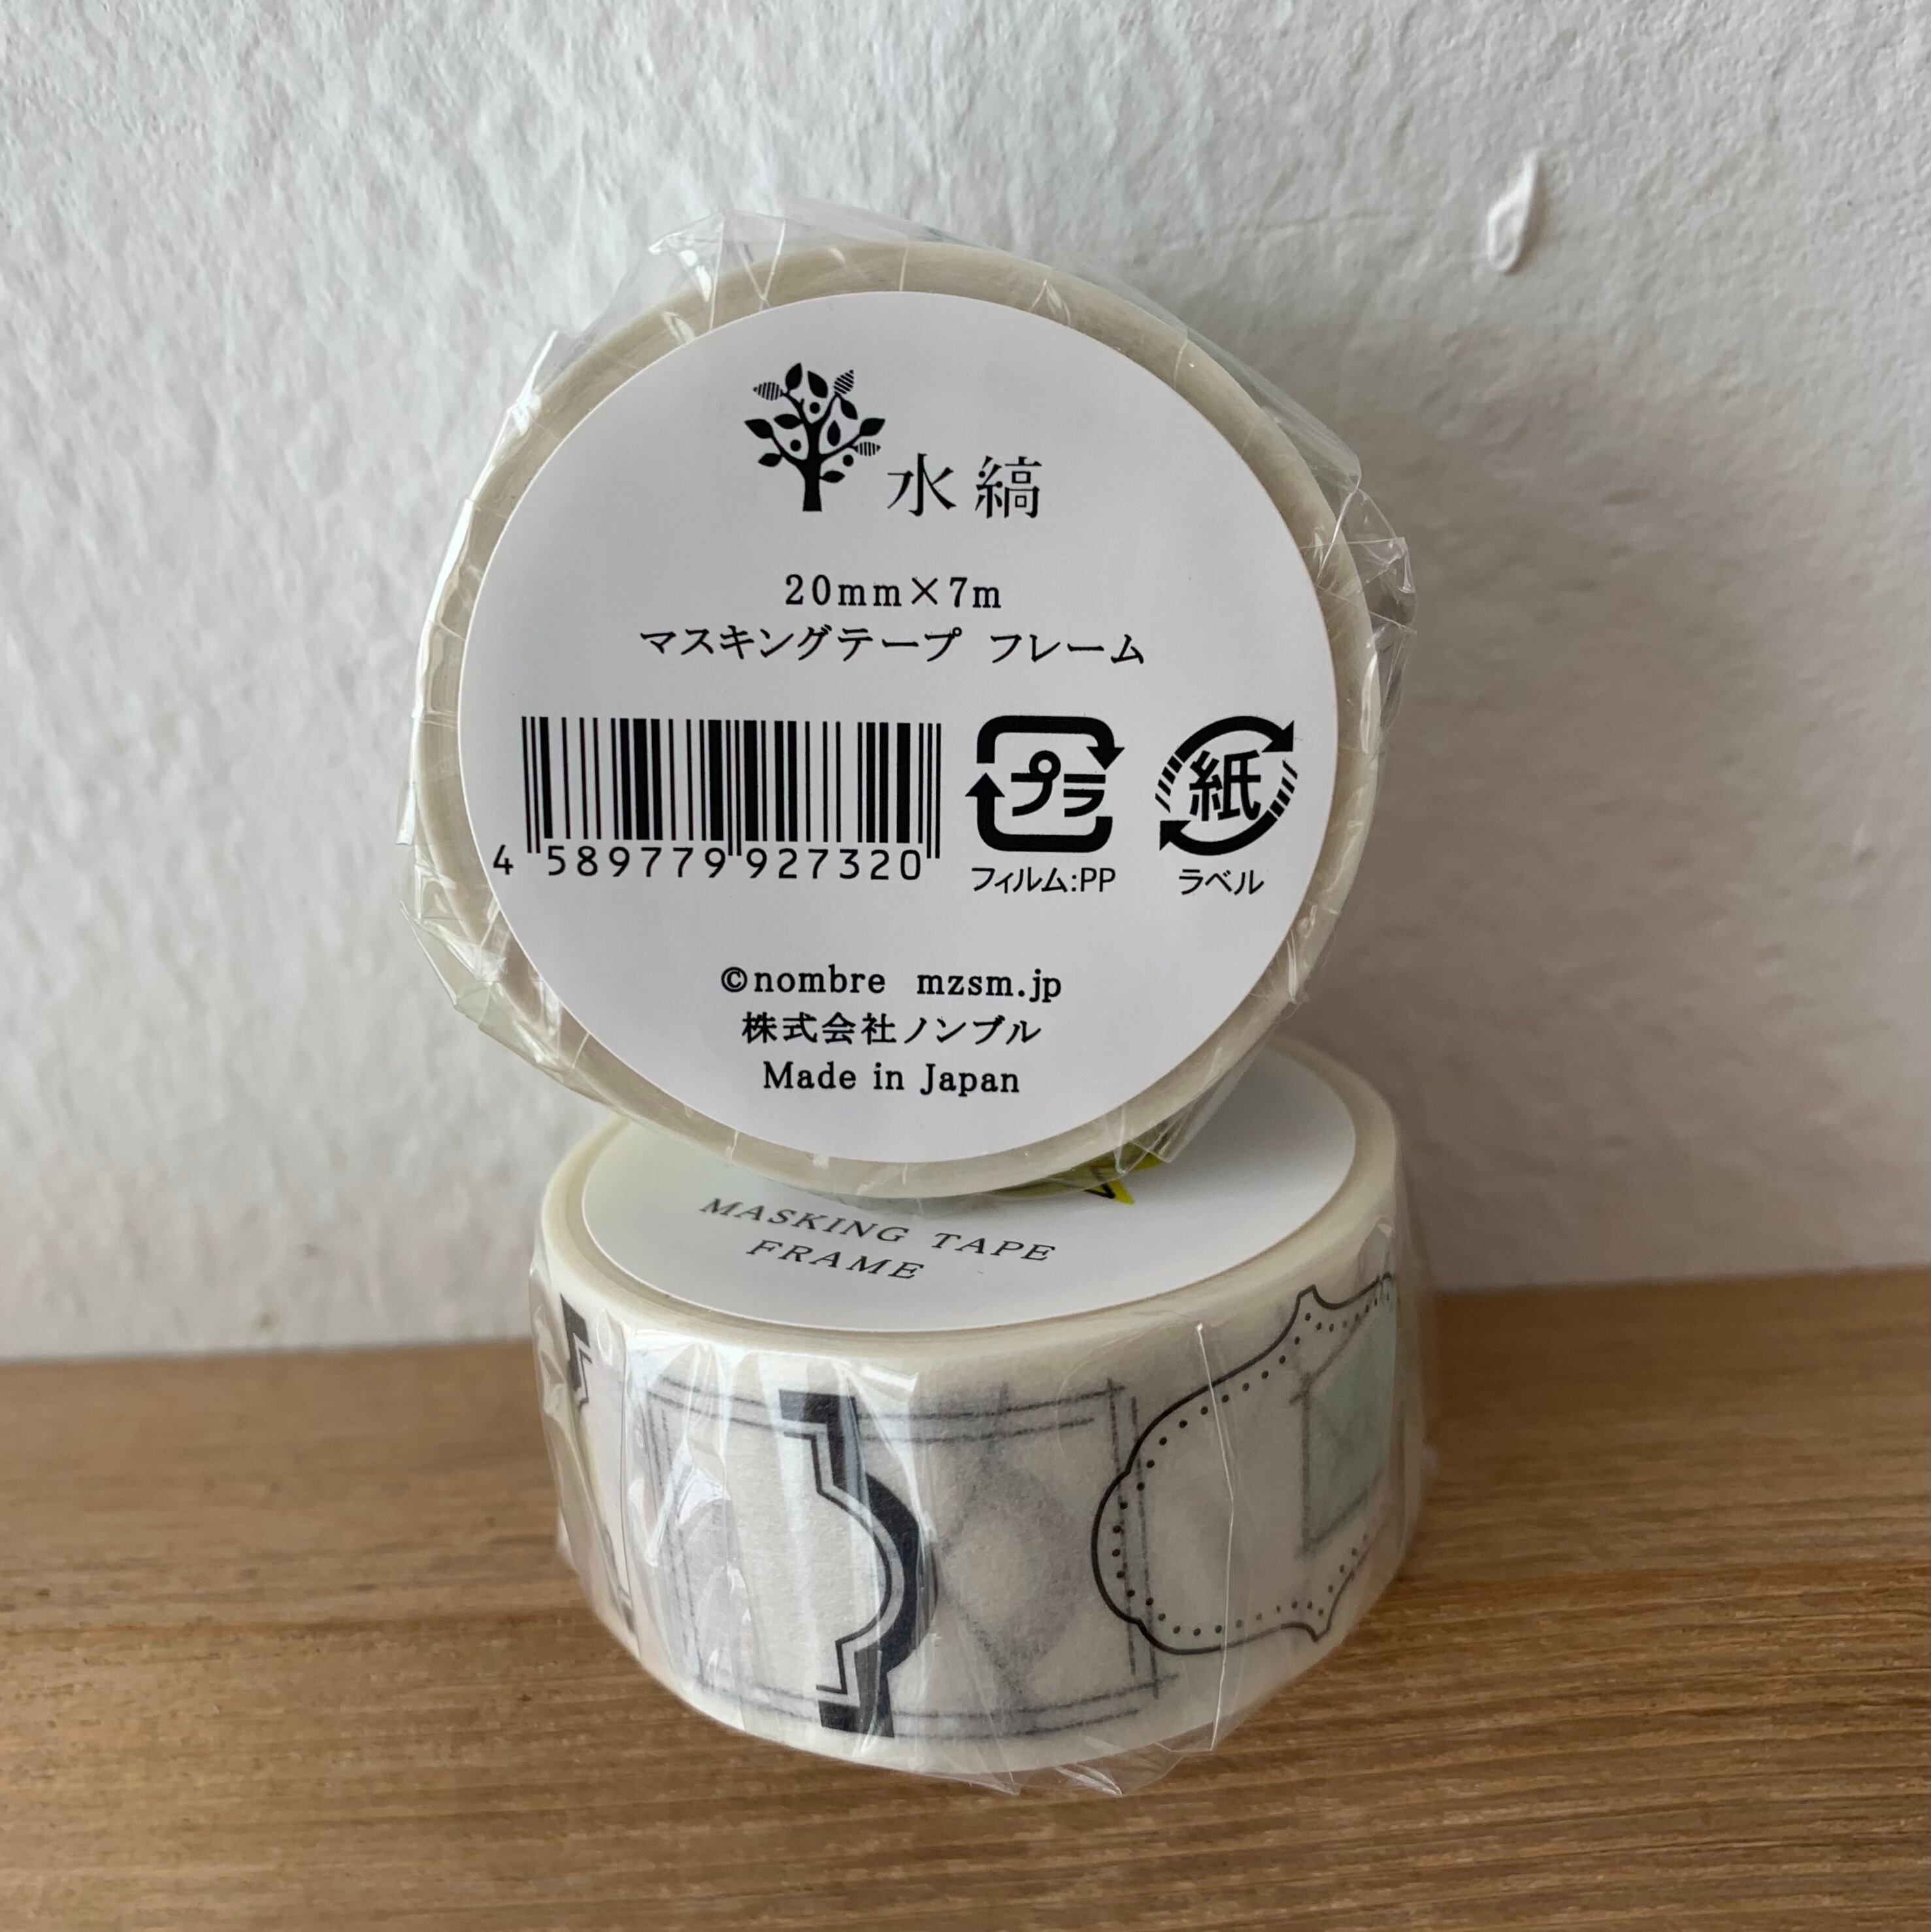 水縞
20mm×7m
マスキングテープ フレーム
4 589779 927320
プラ
紙
フィルム:PP
ラベル
©nombre mzsm.jp
株式会社ノンブル
Made in Japan
MASKING TAPE
FRAME